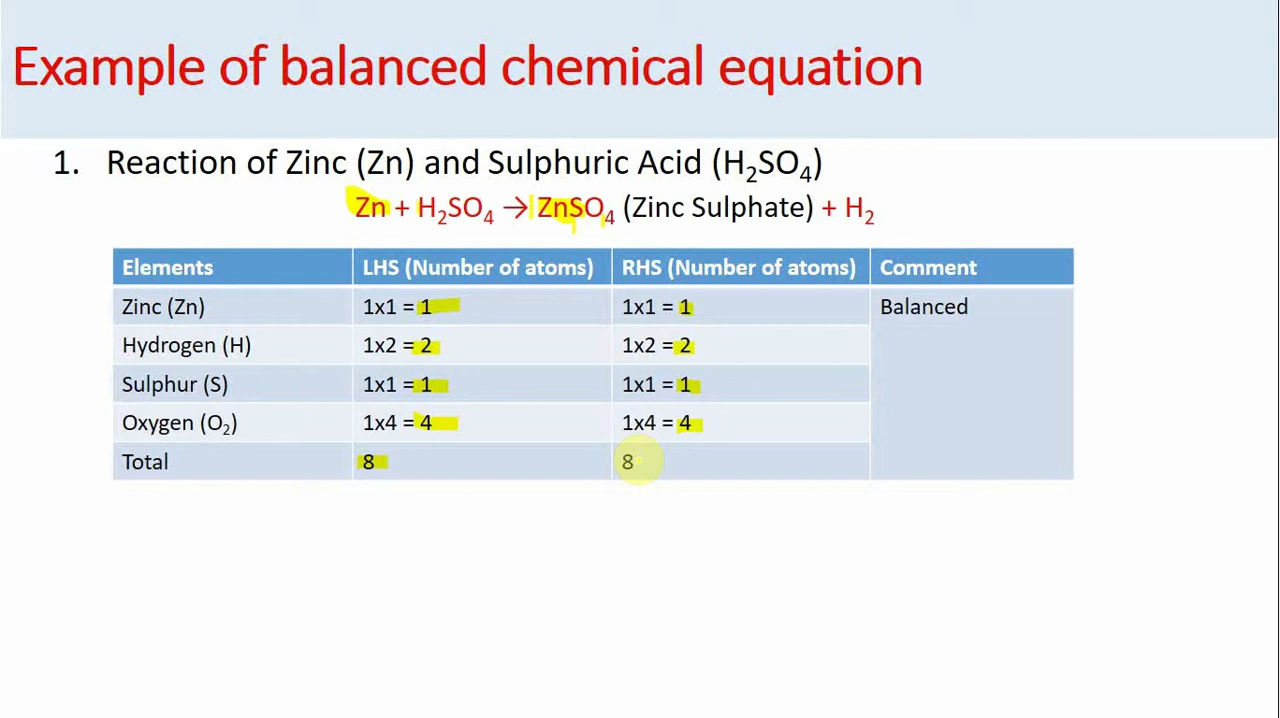 Example of balanced chemical equation
1. Reaction of Zinc (Zn) and Sulphuric Acid (H₂SO₄)
Zn + H₂SO₄ → ZnSO₄ (Zinc Sulphate) + H₂
Elements LHS (Number of atoms) RHS (Number of atoms) Comment
Zinc (Zn) 1x1 = 1 1x1 = 1 Balanced
Hydrogen (H) 1x2 = 2 1x2 = 2
Sulphur (S) 1x1 = 1 1x1 = 1
Oxygen (O₂) 1x4 = 4 1x4 = 4
Total 8 8